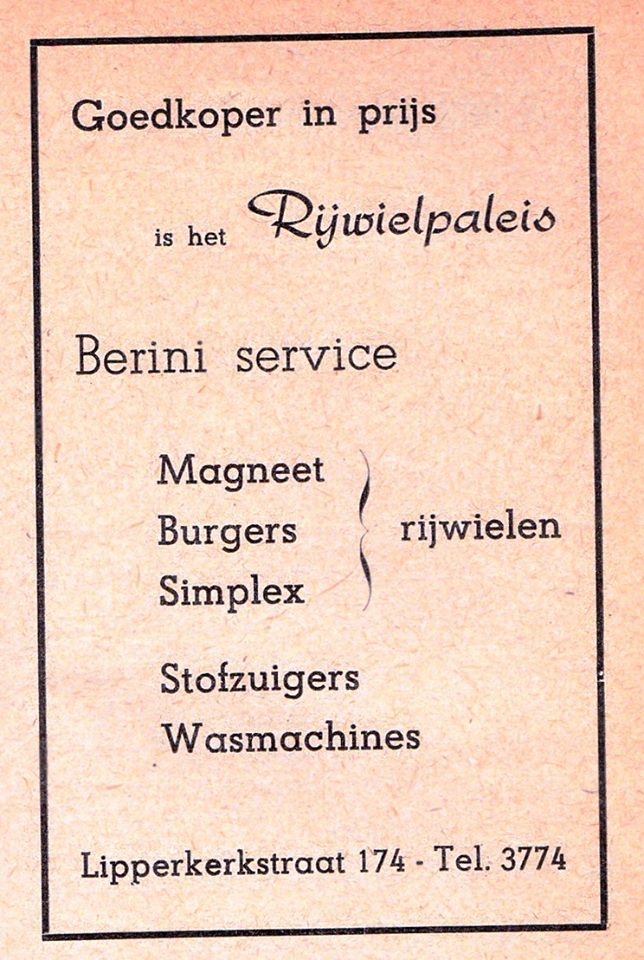 Goedkoper in prijs
is het Rijwielpaleis
Berini service
Magneet
Burgers
Simplex
rijwielen
Stofzuigers
Wasmachines
Lipperkerkstraat 174 - Tel. 3774